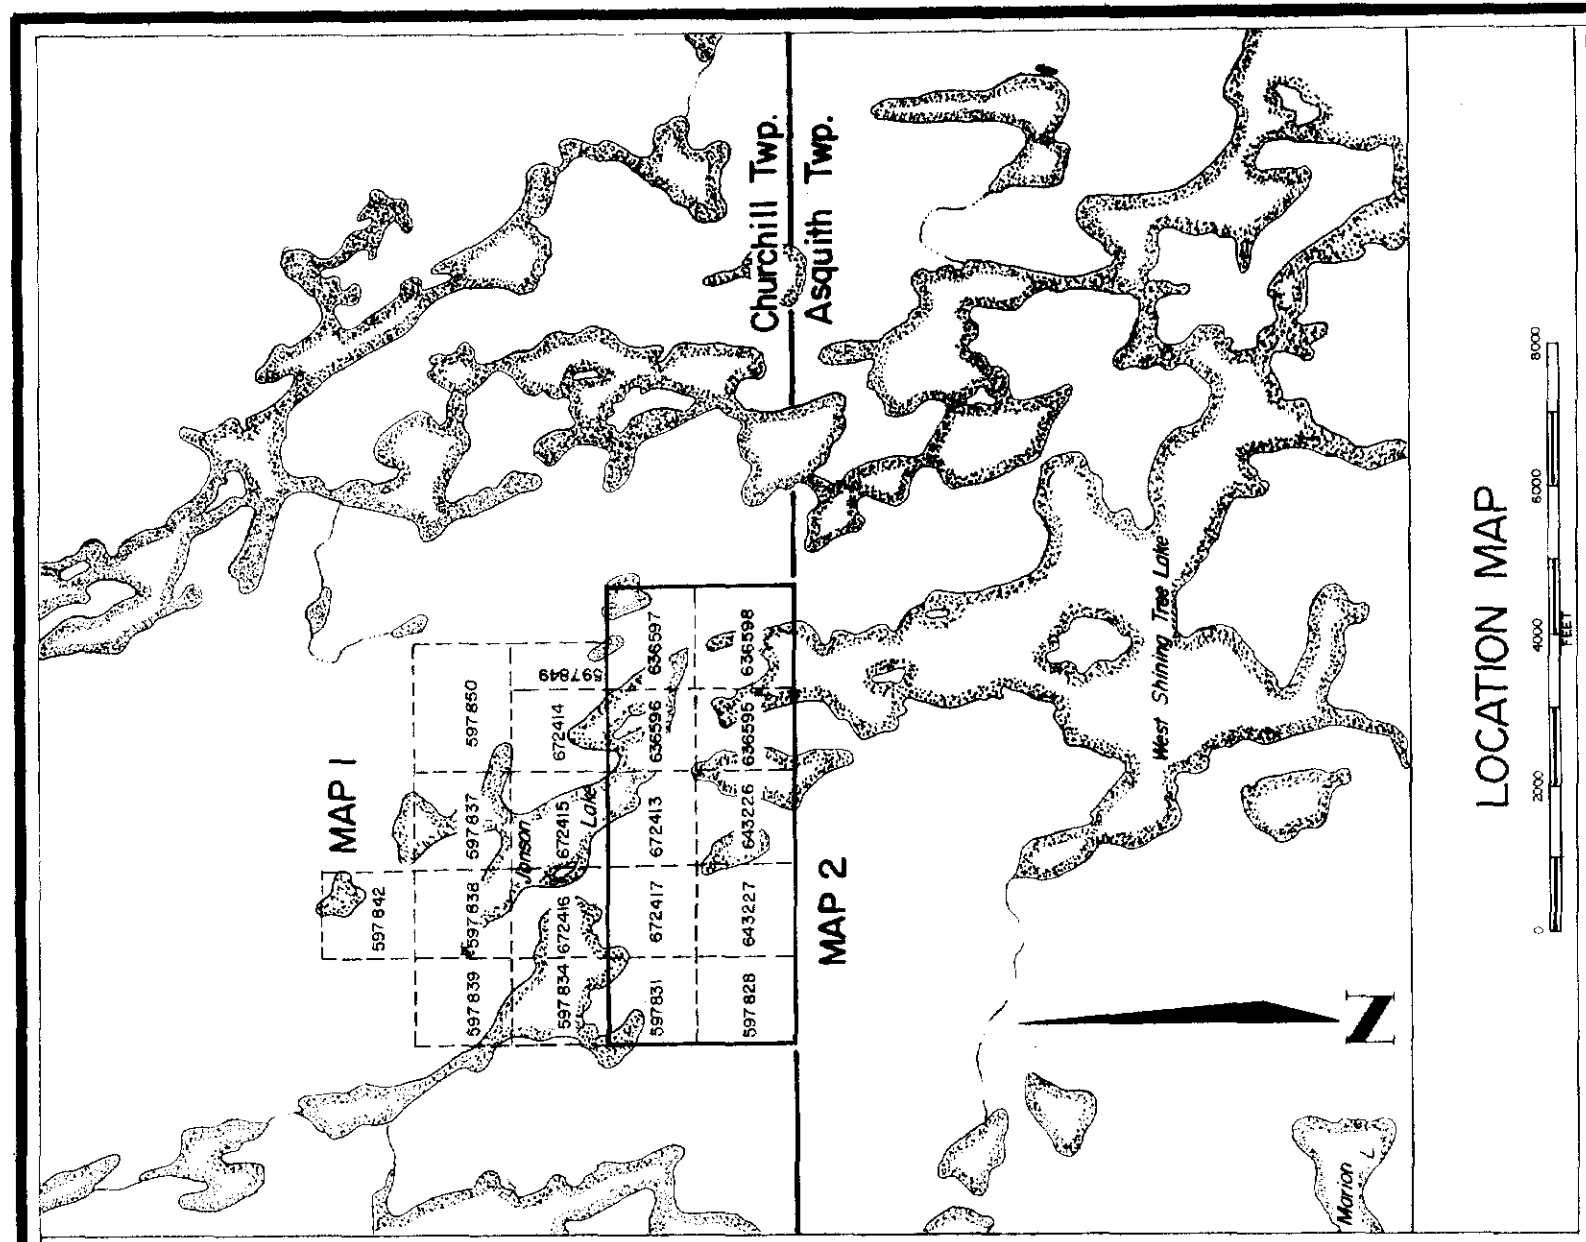 Churchill Twp.
Asquith Twp.
MAP 1
597842
597839
597838
597837
597850
597834
672416
672415
672414
597849
Jonson
Lake
597831
672417
672413
636596
636597
597828
643227
643226
636595
636598
MAP 2
West Shining Tree Lake
Marion L
N
LOCATION MAP
0 2000 4000 6000 8000
FEET